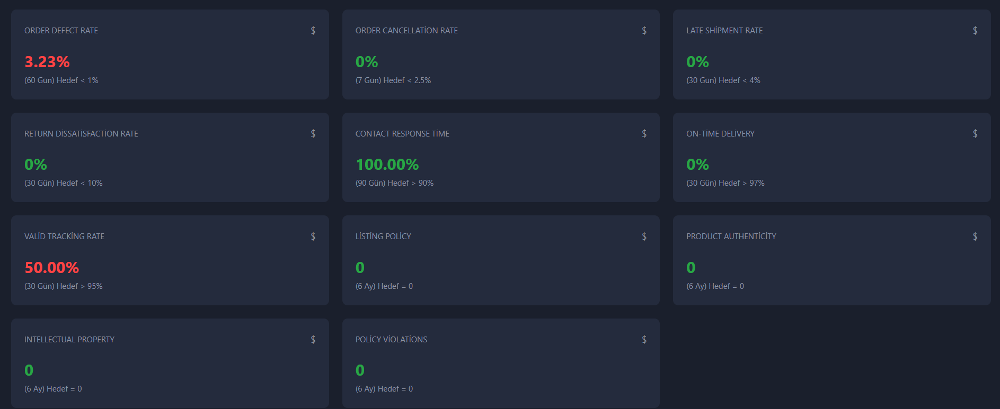 ORDER DEFECT RATE $
3.23%
(60 Gün) Hedef < 1%
ORDER CANCELLATİON RATE $
0%
(7 Gün) Hedef < 2.5%
LATE SHİPMENT RATE $
0%
(30 Gün) Hedef < 4%
RETURN DİSSATİSFACTİON RATE $
0%
(30 Gün) Hedef < 10%
CONTACT RESPONSE TİME $
100.00%
(90 Gün) Hedef > 90%
ON-TİME DELİVERY $
0%
(30 Gün) Hedef > 97%
VALİD TRACKİNG RATE $
50.00%
(30 Gün) Hedef > 95%
LİSTİNG POLİCY $
0
(6 Ay) Hedef = 0
PRODUCT AUTHENTİCİTY $
0
(6 Ay) Hedef = 0
INTELLECTUAL PROPERTY $
0
(6 Ay) Hedef = 0
POLİCY VİOLATİONS $
0
(6 Ay) Hedef = 0